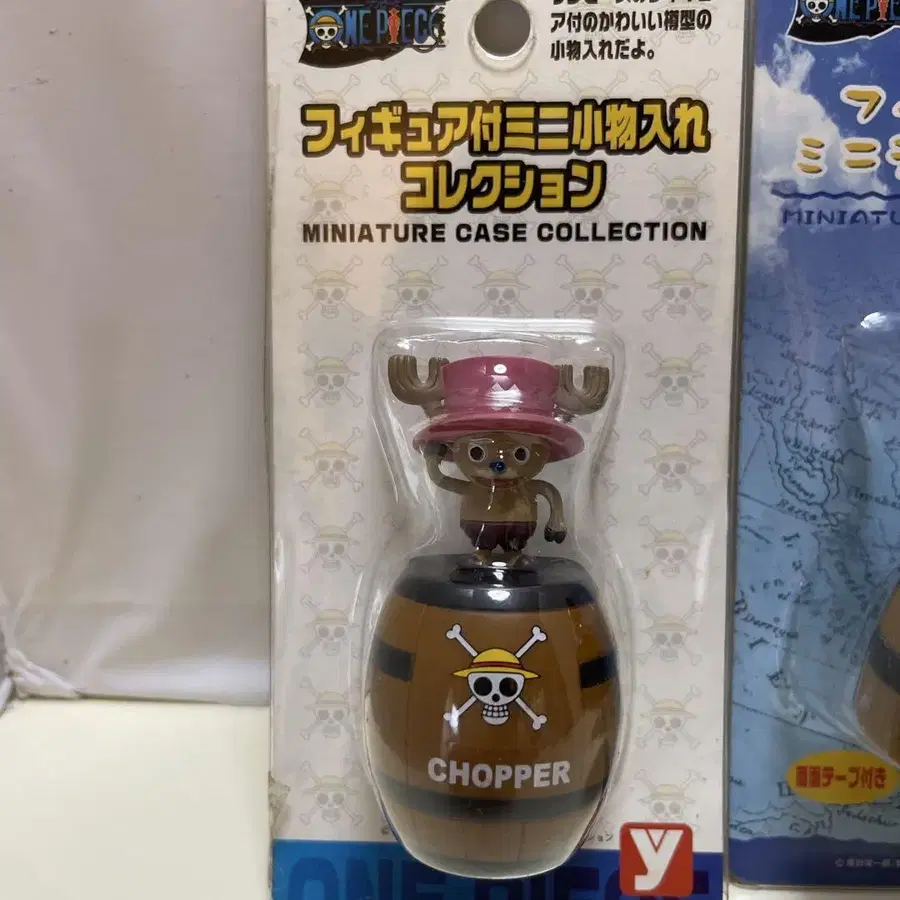 ONE PIECE
ア付のかわいい樽型の
小物入れだよ。
フィギュア付ミニ小物入れ
コレクション
MINIATURE CASE COLLECTION
CHOPPER
y
ONE PIECE
ミニ
MINIATU
両面テープ付き